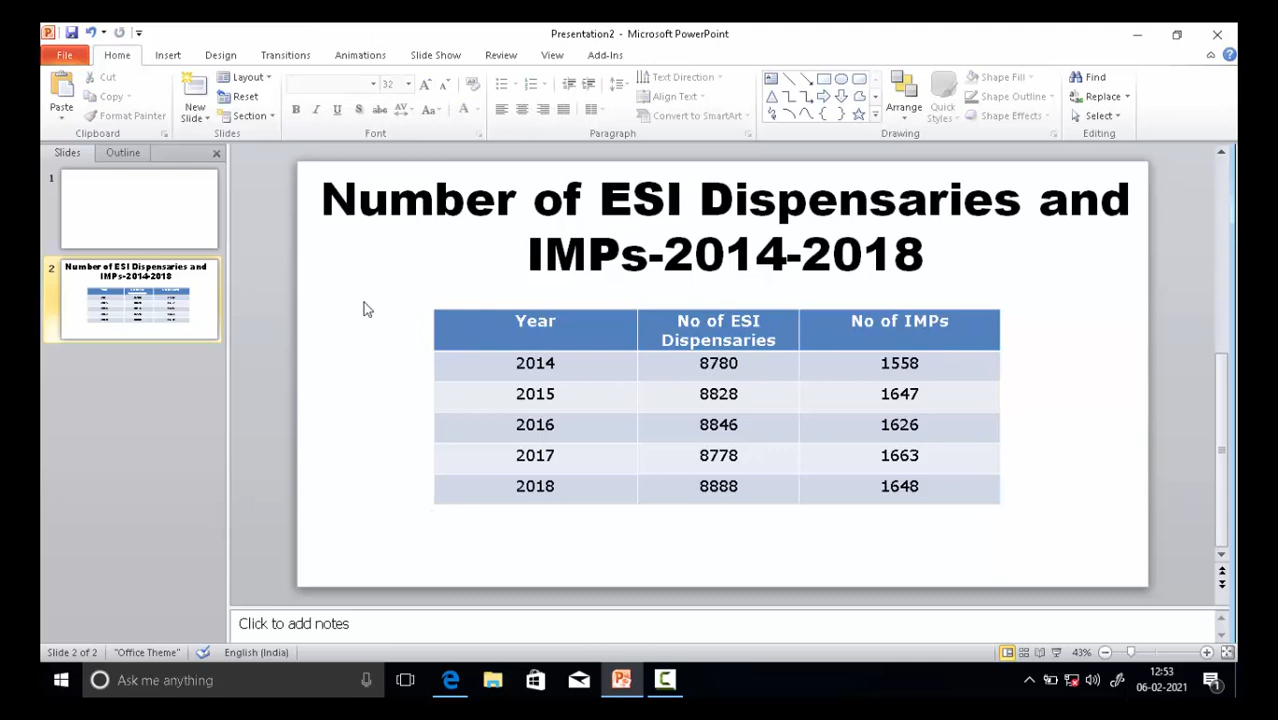 Presentation2 - Microsoft PowerPoint
File Home Insert Design Transitions Animations Slide Show Review View Add-Ins
Paste
Cut
Copy
Format Painter
Clipboard
New Slide
Layout
Reset
Section
Slides
32
B I U S abc AV Aa A
Font
Text Direction
Align Text
Convert to SmartArt
Paragraph
Arrange
Quick Styles
Shape Fill
Shape Outline
Shape Effects
Drawing
Find
Replace
Select
Editing
Slides Outline
1
2
Number of ESI Dispensaries and
IMPs-2014-2018
Number of ESI Dispensaries and
IMPs-2014-2018
Year No of ESI Dispensaries No of IMPs
2014 8780 1558
2015 8828 1647
2016 8846 1626
2017 8778 1663
2018 8888 1648
Click to add notes
Slide 2 of 2 "Office Theme" English (India) 43%
Ask me anything
12:53
06-02-2021
1